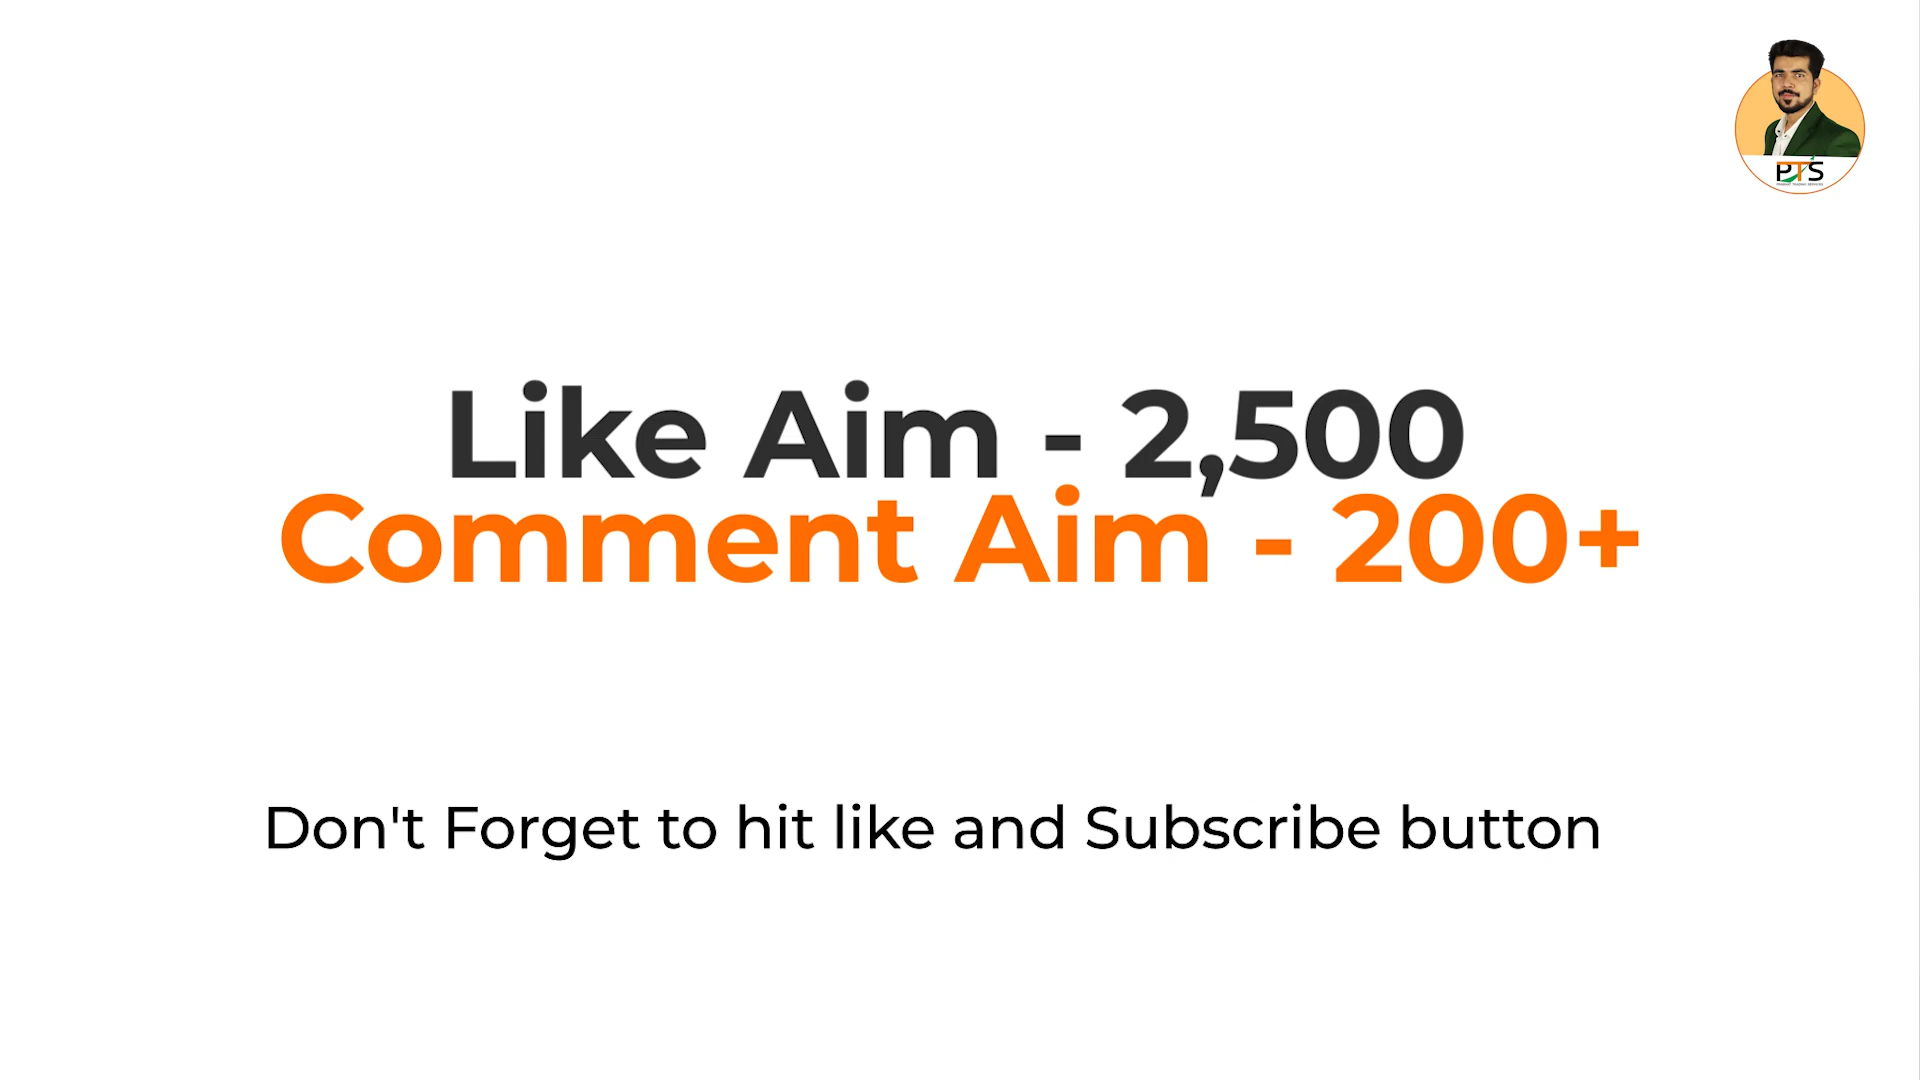 PTS
Like Aim - 2,500
Comment Aim - 200+
Don't Forget to hit like and Subscribe button